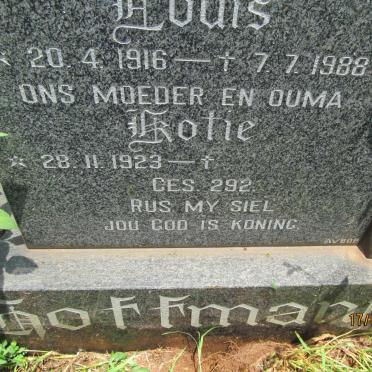 Louis
* 20.4.1916 — † 7.7.1988
ONS MOEDER EN OUMA
Kotie
* 28.11.1923 — †
GES. 292.
RUS MY SIEL
JOU GOD IS KONING.
Hoffman
17/